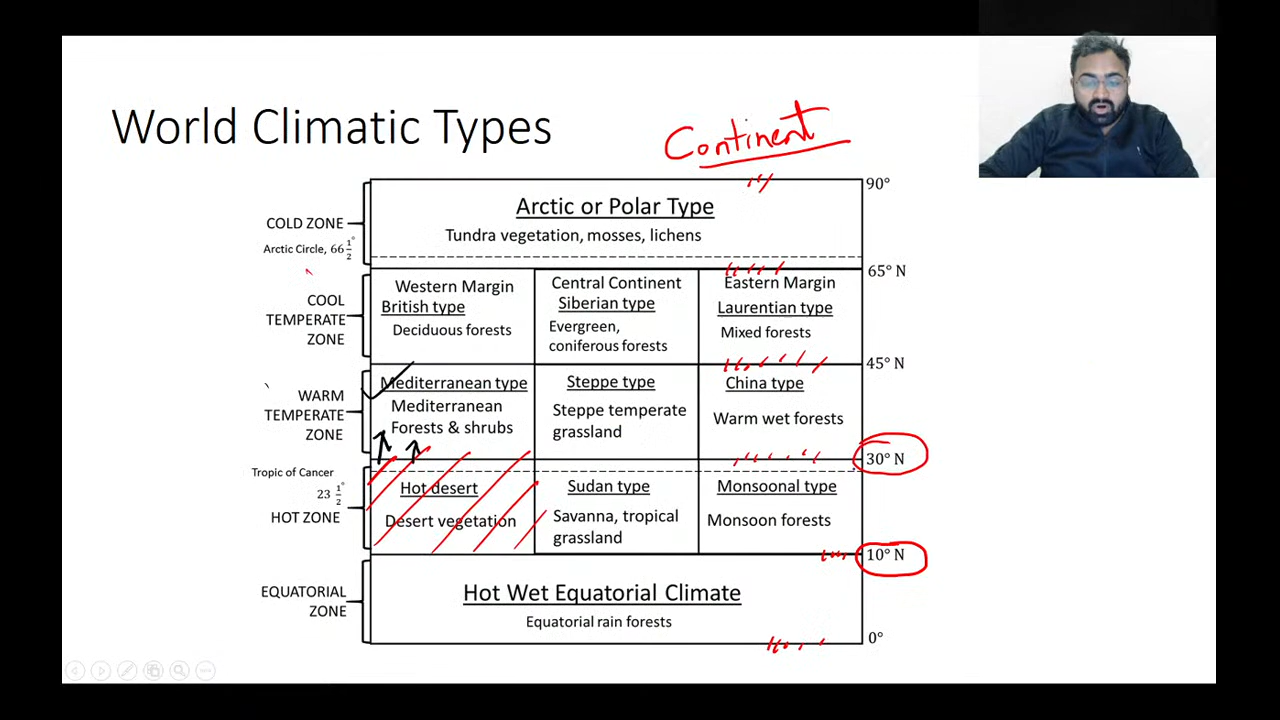 World Climatic Types
Continent
90°
Arctic or Polar Type
COLD ZONE
Tundra vegetation, mosses, lichens
Arctic Circle, 66 1/2°
65° N
Western Margin
British type
Deciduous forests
Central Continent
Siberian type
Evergreen,
coniferous forests
Eastern Margin
Laurentian type
Mixed forests
COOL
TEMPERATE
ZONE
45° N
Mediterranean type
Mediterranean
Forests & shrubs
Steppe type
Steppe temperate
grassland
China type
Warm wet forests
WARM
TEMPERATE
ZONE
30° N
Tropic of Cancer
23 1/2°
HOT ZONE
Hot desert
Desert vegetation
Sudan type
Savanna, tropical
grassland
Monsoonal type
Monsoon forests
10° N
EQUATORIAL
ZONE
Hot Wet Equatorial Climate
Equatorial rain forests
0°